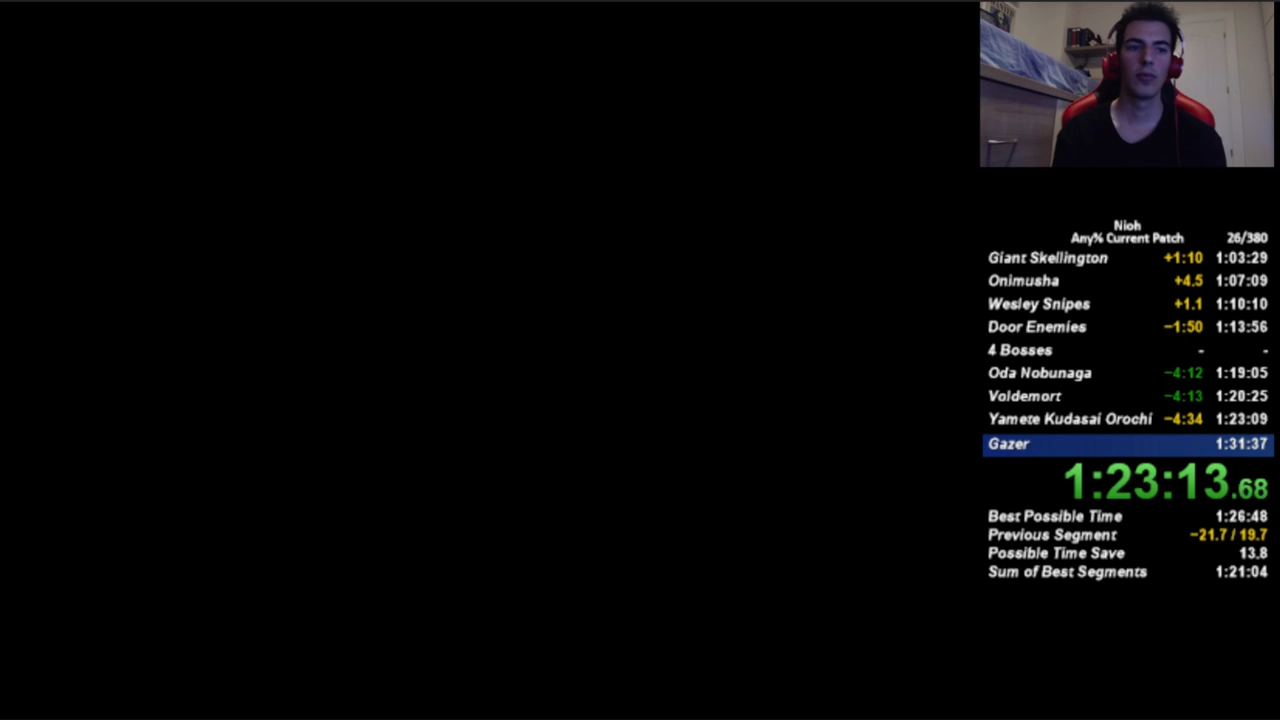 Nioh
Any% Current Patch 26/380
Giant Skellington +1:10 1:03:29
Onimusha +4.5 1:07:09
Wesley Snipes +1.1 1:10:10
Door Enemies −1:50 1:13:56
4 Bosses - -
Oda Nobunaga −4:12 1:19:05
Voldemort −4:13 1:20:25
Yamete Kudasai Orochi −4:34 1:23:09
Gazer 1:31:37
1:23:13.68
Best Possible Time 1:26:48
Previous Segment −21.7 / 19.7
Possible Time Save 13.8
Sum of Best Segments 1:21:04